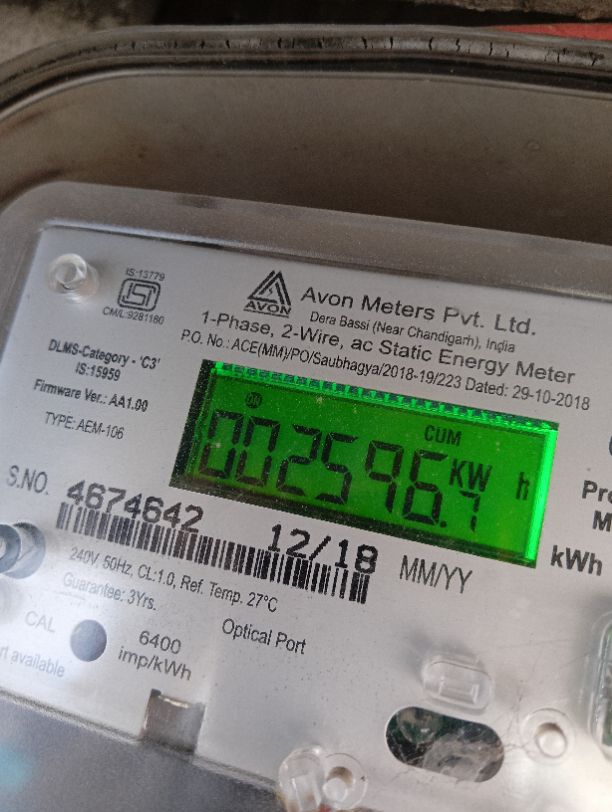 IS:13779
ISI
CM/L:9281180
AVON
Avon Meters Pvt. Ltd.
Dera Bassi (Near Chandigarh), India
1-Phase, 2-Wire, ac Static Energy Meter
P.O. No.: ACE(MM)/PO/Saubhagya/2018-19/223 Dated: 29-10-2018
DLMS-Category - 'C3'
IS:15959
Firmware Ver.: AA1.00
TYPE: AEM-106
CUM
002596.7 KW h
kWh
S.NO. 4674642 12/18 MM/YY
240V 50Hz, CL:1.0, Ref. Temp. 27°C
Guarantee: 3Yrs.
CAL
6400
imp/kWh
Optical Port
available